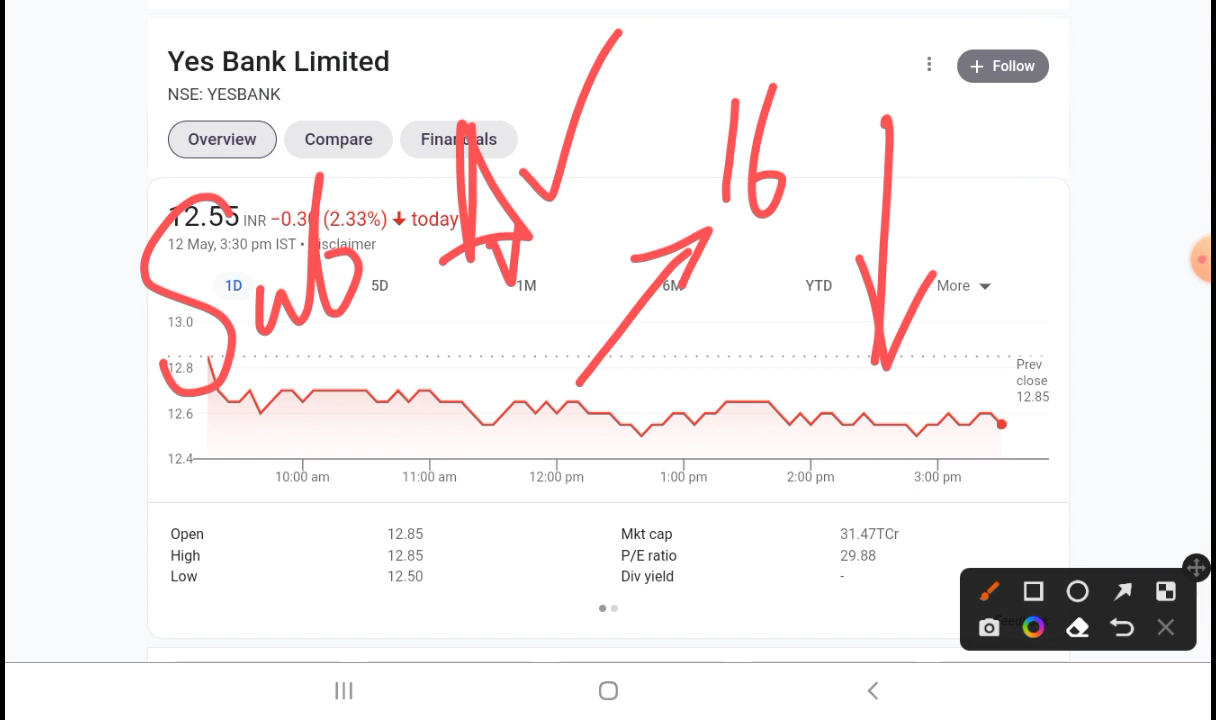 Yes Bank Limited
+ Follow
NSE: YESBANK
Overview Compare Financials
16
12.55 INR −0.30 (2.33%) today
12 May, 3:30 pm IST • Disclaimer
Sub
1D 5D 1M 6M YTD More
13.0
12.8
12.6
12.4
Prev
close
12.85
10:00 am 11:00 am 12:00 pm 1:00 pm 2:00 pm 3:00 pm
Open 12.85 Mkt cap 31.47TCr
High 12.85 P/E ratio 29.88
Low 12.50 Div yield -